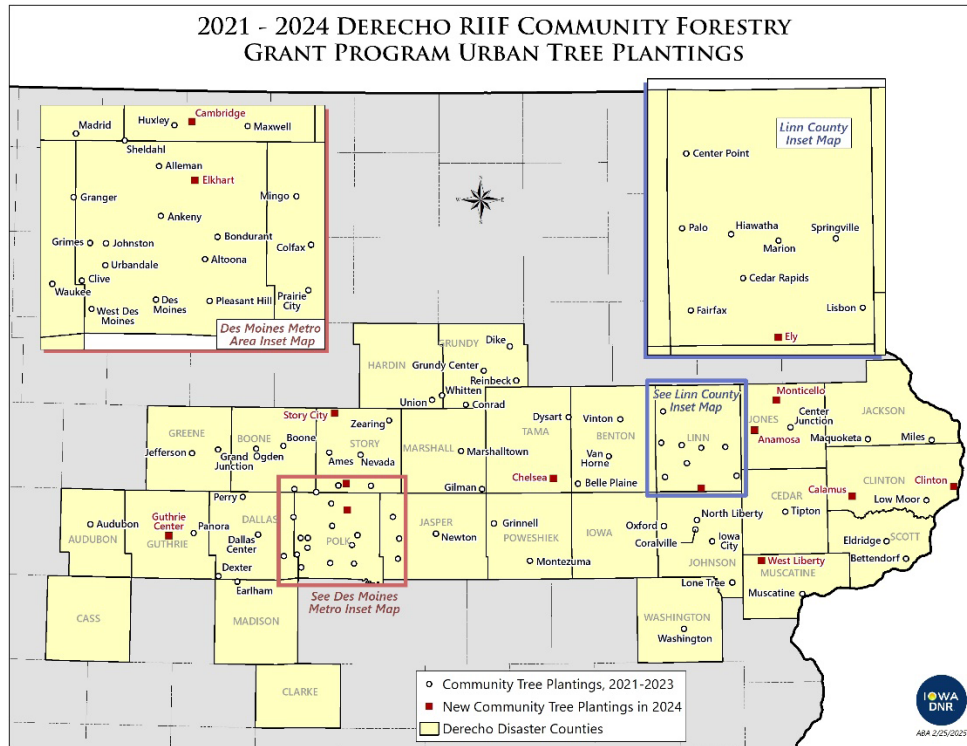 2021 - 2024 DERECHO RIIF COMMUNITY FORESTRY
GRANT PROGRAM URBAN TREE PLANTINGS
Cambridge
Huxley
Madrid
Maxwell
Sheldahl
Alleman
Elkhart
Granger
Mingo
Ankeny
Bondurant
Grimes
Johnston
Colfax
Urbandale
Altoona
Clive
Waukee
West Des
Moines
Des
Moines
Pleasant Hill
Prairie
City
Des Moines Metro
Area Inset Map
Linn County
Inset Map
Center Point
Palo
Hiawatha
Springville
Marion
Cedar Rapids
Fairfax
Lisbon
Ely
GRUNDY
Dike
HARDIN
Grundy Center
Reinbeck
Whitten
Union
Conrad
See Linn County
Inset Map
LINN
Monticello
JONES
Center
Junction
Anamosa
JACKSON
Maquoketa
Miles
Story City
Zearing
GREENE
BOONE
Boone
STORY
Jefferson
Grand
Junction
Ogden
Ames
Nevada
MARSHALL
Marshalltown
TAMA
Dysart
Vinton
BENTON
Van
Horne
Chelsea
Belle Plaine
Gilman
CLINTON
Clinton
Calamus
Low Moor
CEDAR
Tipton
Perry
DALLAS
Audubon
AUDUBON
Guthrie
Center
GUTHRIE
Panora
Dallas
Center
POLK
JASPER
Newton
Grinnell
POWESHIEK
Montezuma
IOWA
Oxford
North Liberty
Coralville
Iowa
City
JOHNSON
Lone Tree
Eldridge
SCOTT
Bettendorf
West Liberty
MUSCATINE
Muscatine
Dexter
Earlham
See Des Moines
Metro Inset Map
CASS
MADISON
WASHINGTON
Washington
CLARKE
Community Tree Plantings, 2021-2023
New Community Tree Plantings in 2024
Derecho Disaster Counties
IOWA
DNR
ABA 2/25/2025